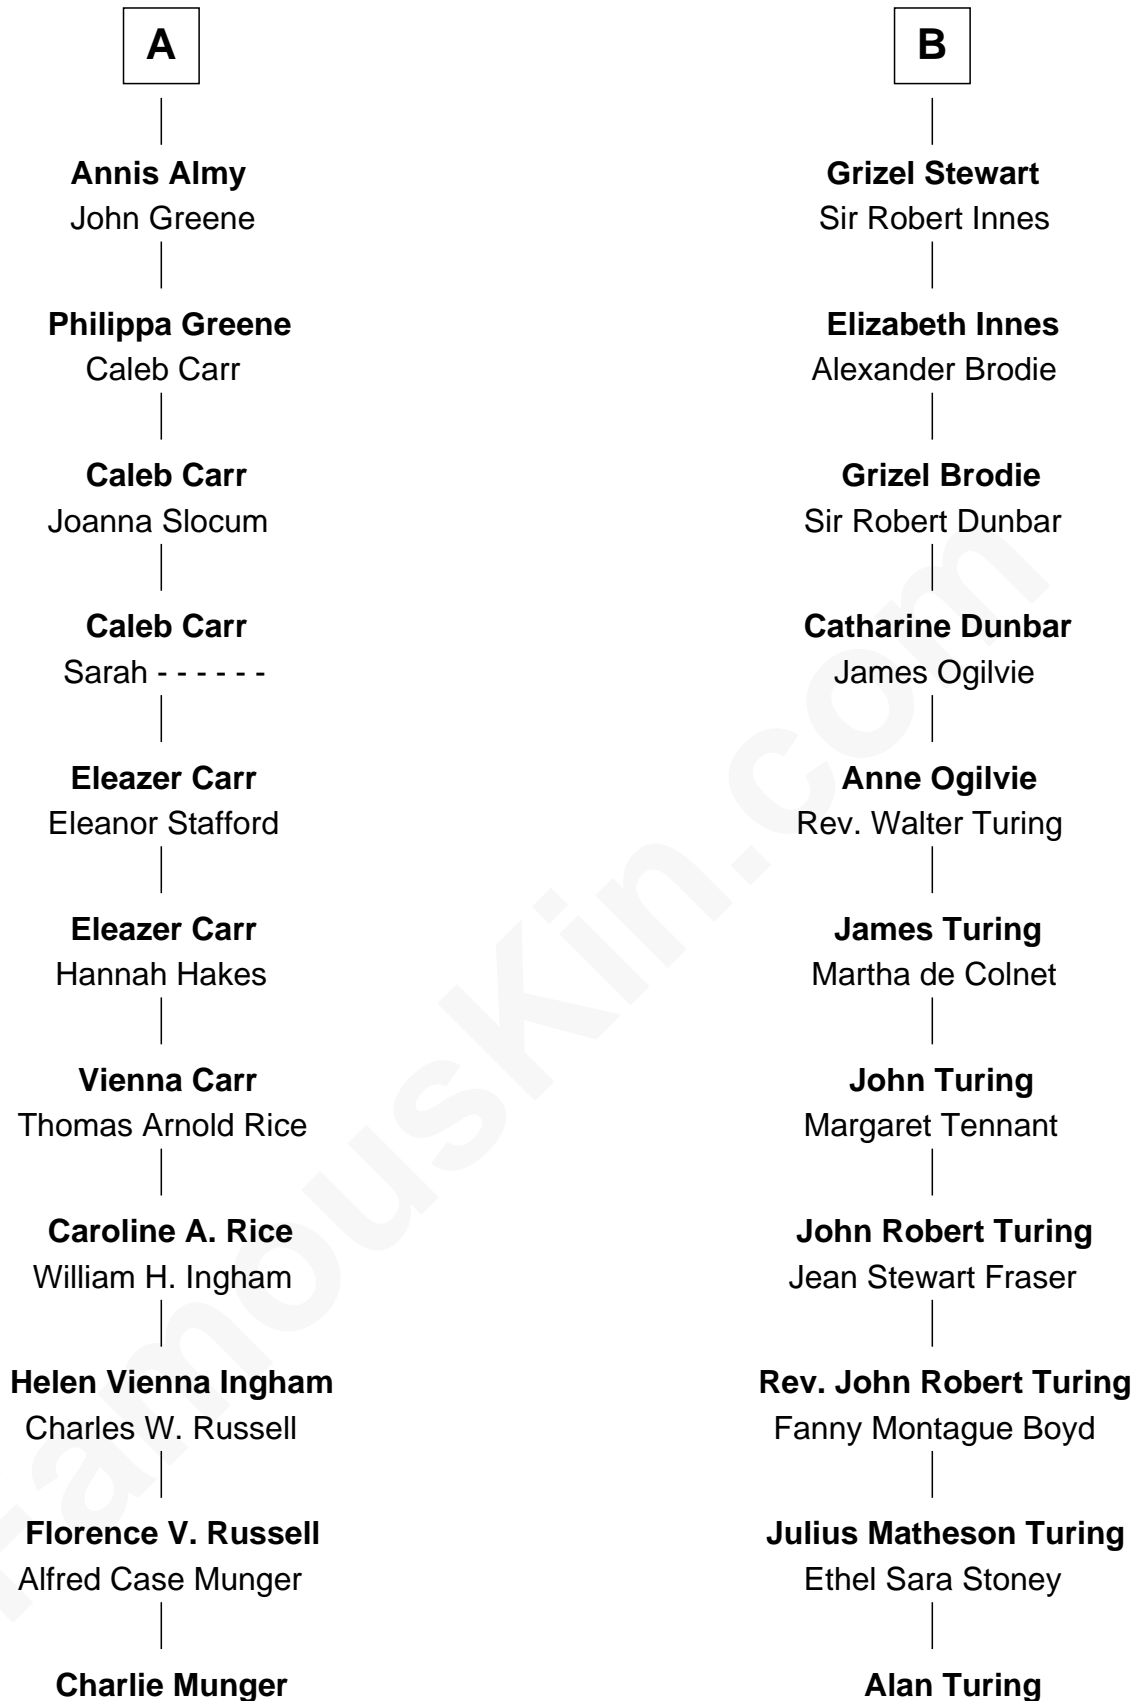 A
Annis Almy
John Greene
Philippa Greene
Caleb Carr
Caleb Carr
Joanna Slocum
Caleb Carr
Sarah - - - - - -
Eleazer Carr
Eleanor Stafford
Eleazer Carr
Hannah Hakes
Vienna Carr
Thomas Arnold Rice
Caroline A. Rice
William H. Ingham
Helen Vienna Ingham
Charles W. Russell
Florence V. Russell
Alfred Case Munger
Charlie Munger
B
Grizel Stewart
Sir Robert Innes
Elizabeth Innes
Alexander Brodie
Grizel Brodie
Sir Robert Dunbar
Catharine Dunbar
James Ogilvie
Anne Ogilvie
Rev. Walter Turing
James Turing
Martha de Colnet
John Turing
Margaret Tennant
John Robert Turing
Jean Stewart Fraser
Rev. John Robert Turing
Fanny Montague Boyd
Julius Matheson Turing
Ethel Sara Stoney
Alan Turing
FamousKin.com